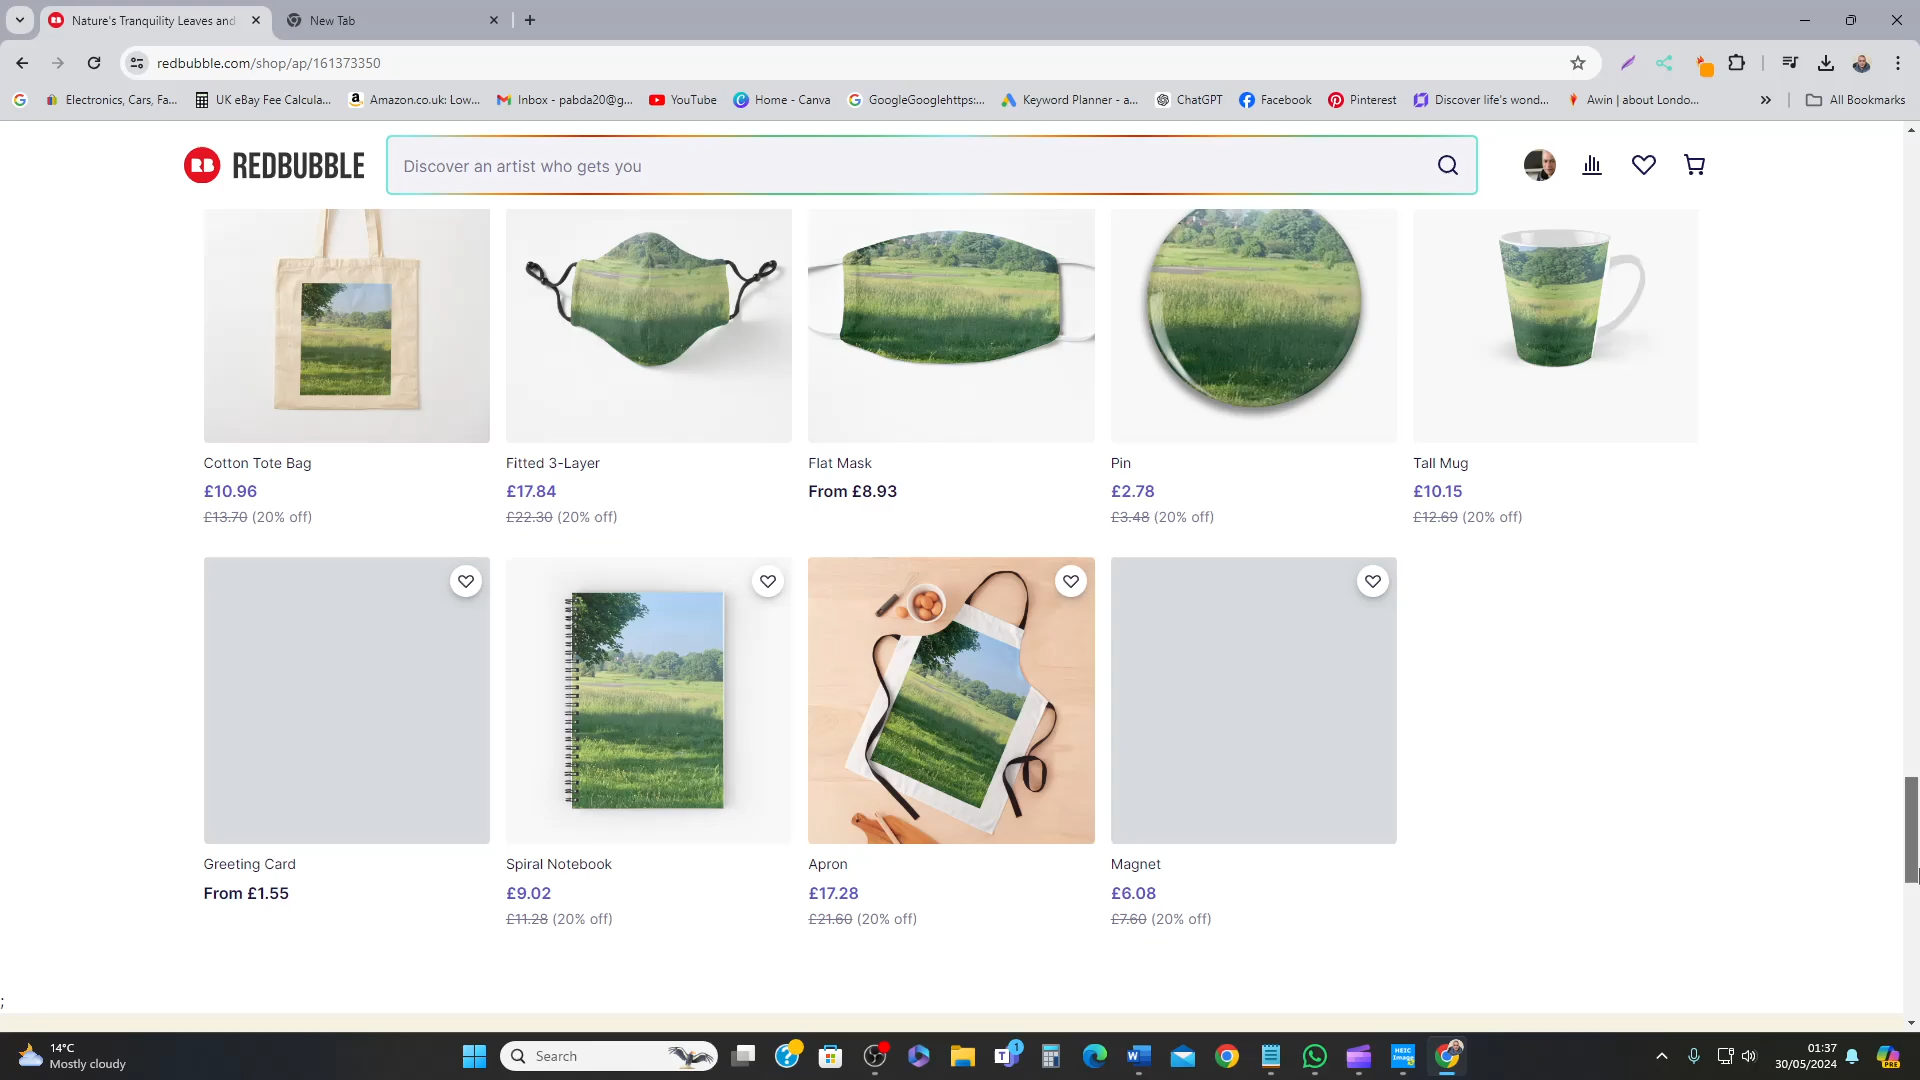 Nature's Tranquility Leaves and
New Tab
redbubble.com/shop/ap/161373350
Electronics, Cars, Fa...
UK eBay Fee Calcula...
Amazon.co.uk: Low...
Inbox - pabda20@g...
YouTube
Home - Canva
GoogleGooglehttps:...
Keyword Planner - a...
ChatGPT
Facebook
Pinterest
Discover life's wond...
Awin | about Londo...
All Bookmarks
RB REDBUBBLE
Discover an artist who gets you
Cotton Tote Bag
£10.96
£13.70 (20% off)
Fitted 3-Layer
£17.84
£22.30 (20% off)
Flat Mask
From £8.93
Pin
£2.78
£3.48 (20% off)
Tall Mug
£10.15
£12.69 (20% off)
Greeting Card
From £1.55
Spiral Notebook
£9.02
£11.28 (20% off)
Apron
£17.28
£21.60 (20% off)
Magnet
£6.08
£7.60 (20% off)
;
14°C
Mostly cloudy
Search
1
HEIC
Image
01:37
30/05/2024
PRE